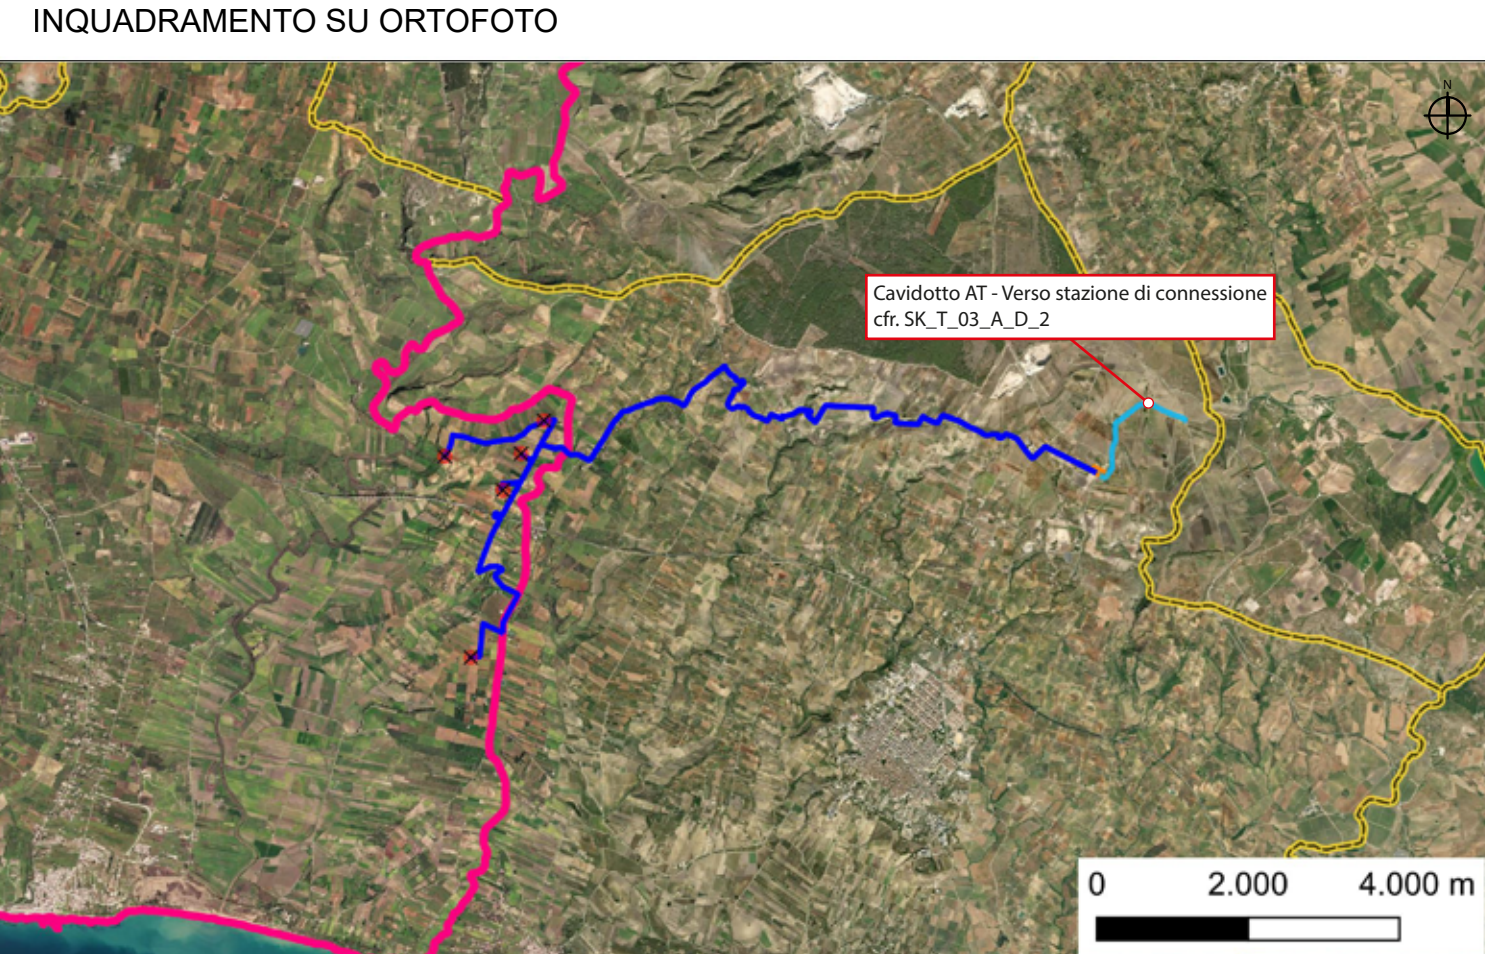 INQUADRAMENTO SU ORTOFOTO
N
Cavidotto AT - Verso stazione di connessione
cfr. SK_T_03_A_D_2
0 2.000 4.000 m